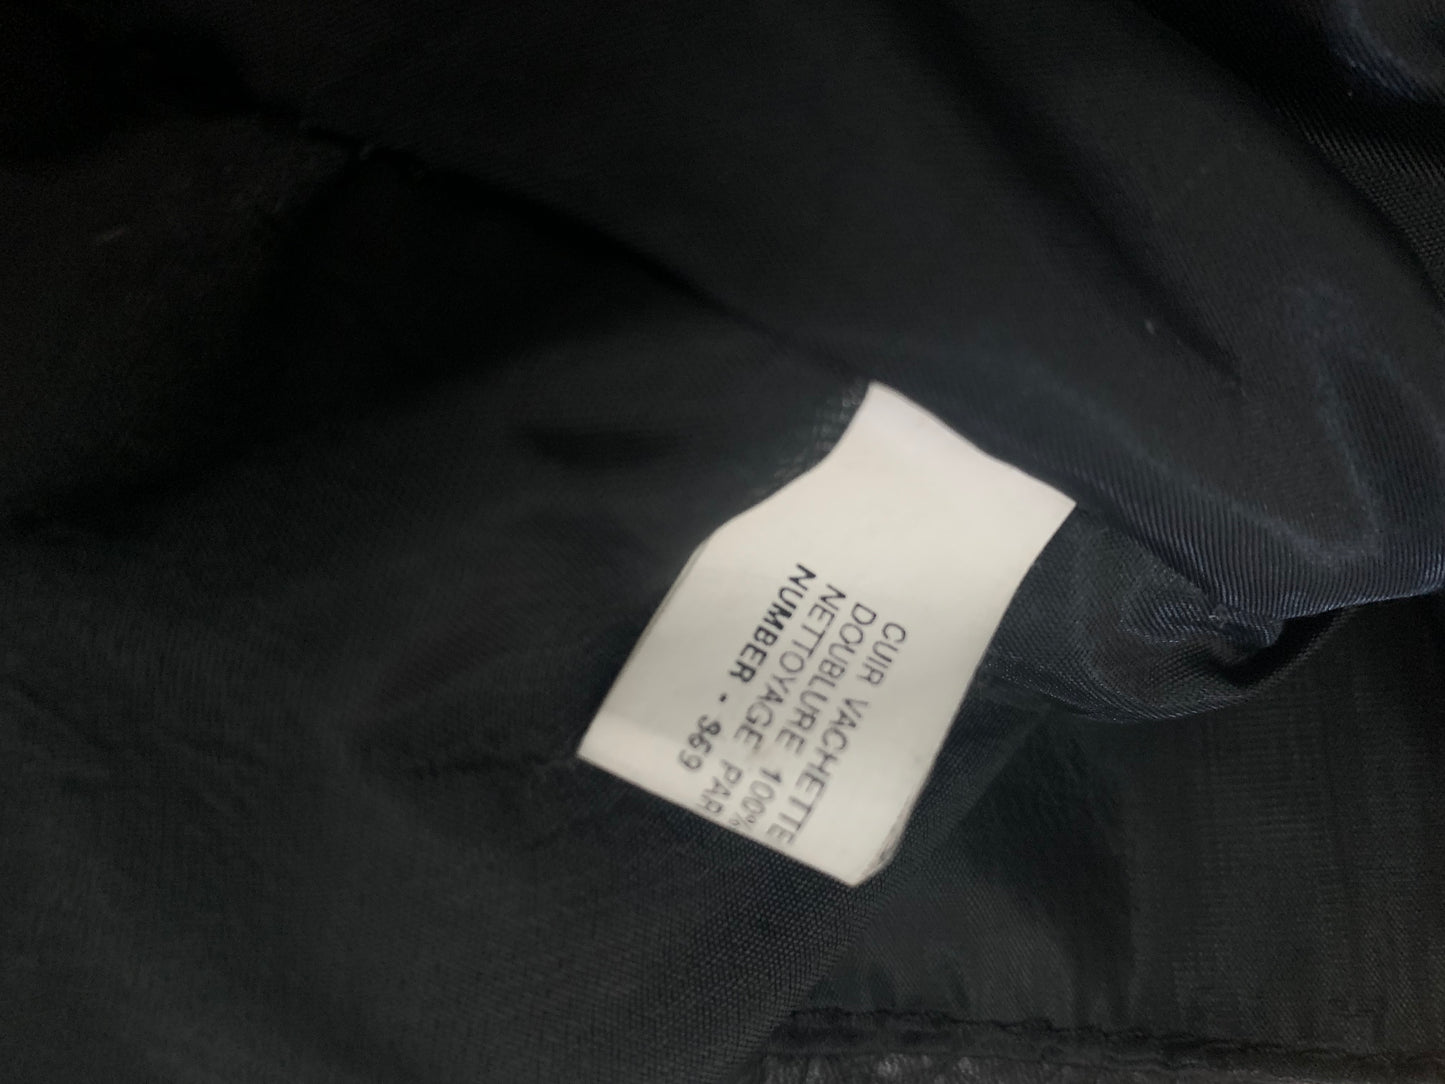 CUIR VACHETTE
DOUBLURE 100%
NETTOYAGE PAR
NUMBER - 369